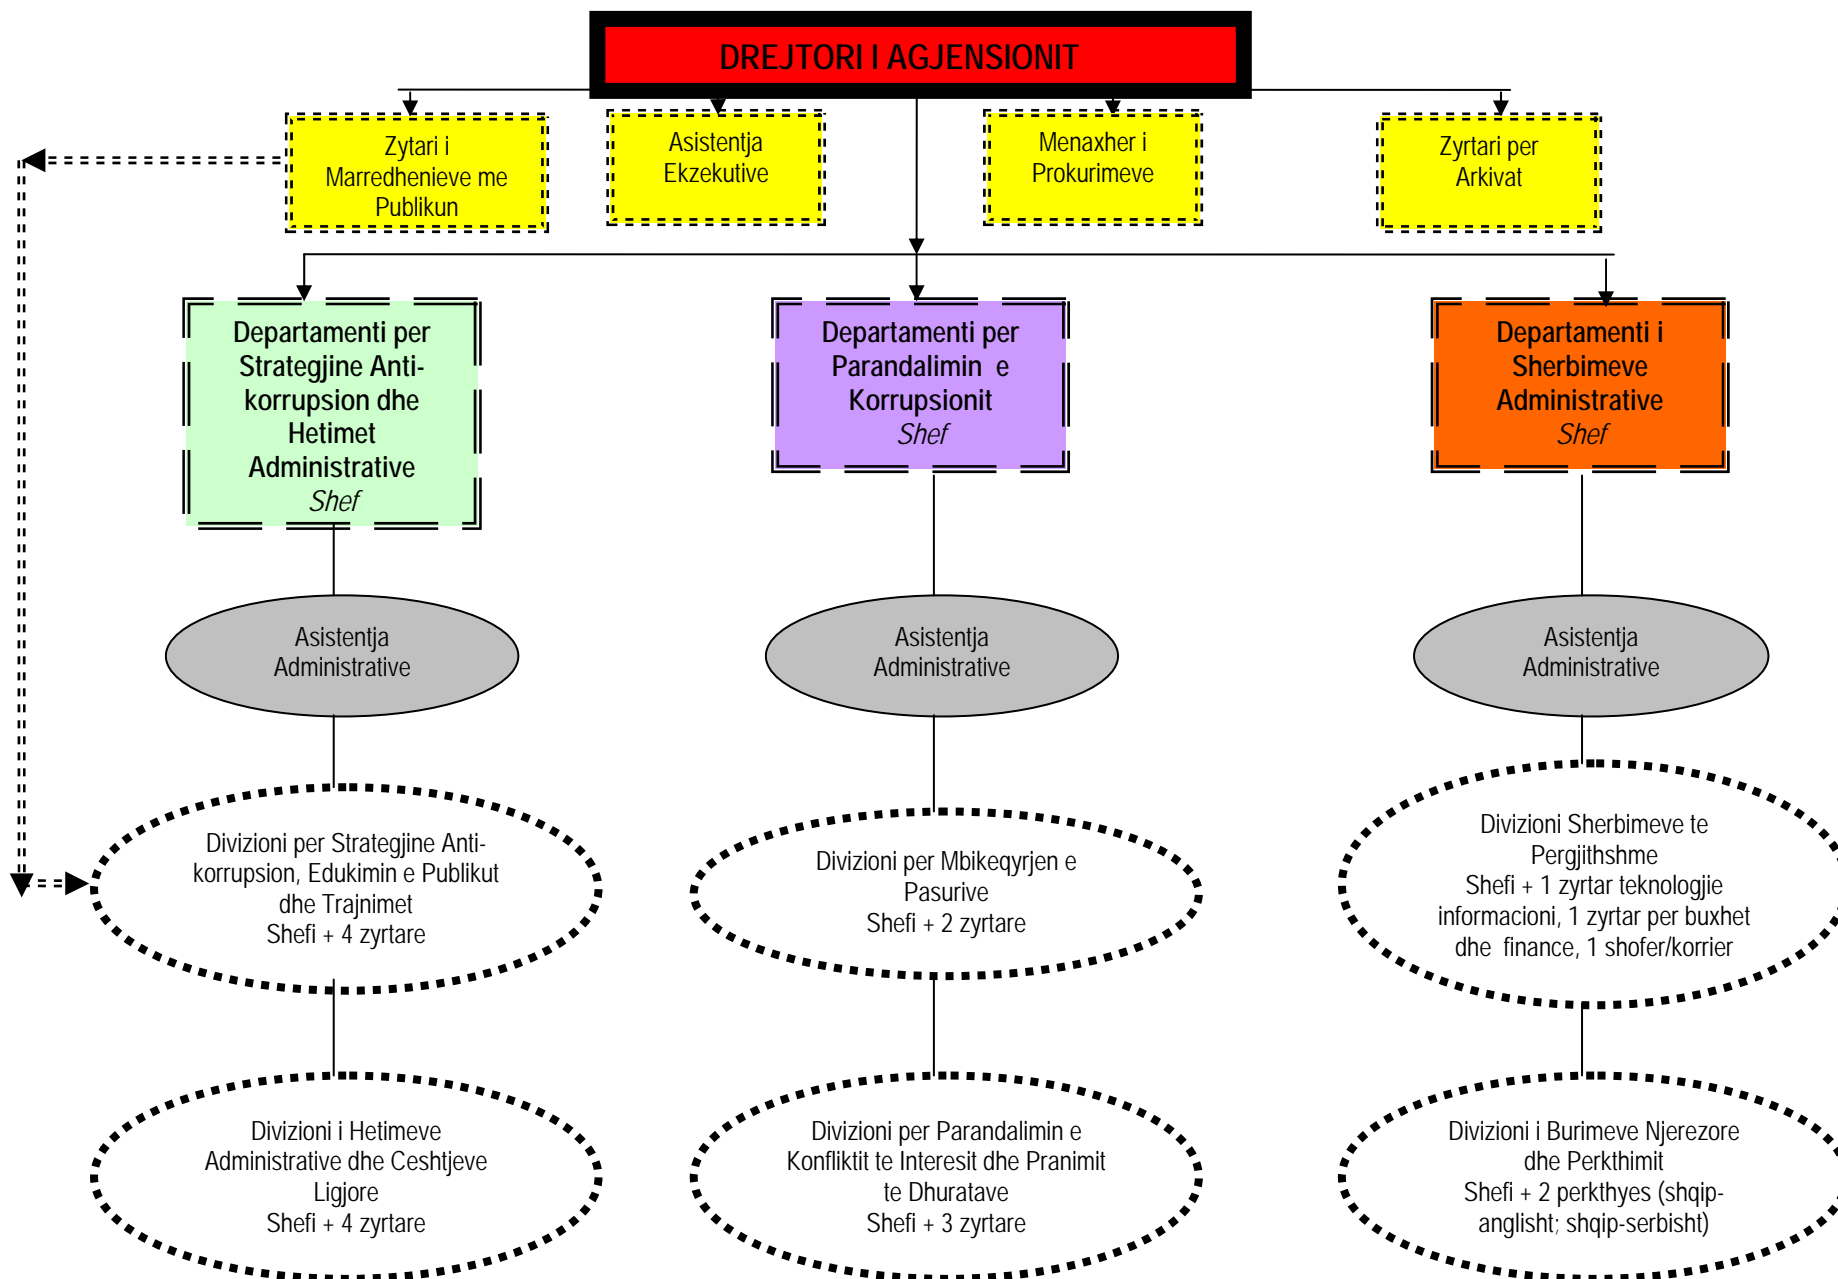 DREJTORI I AGJENSIONIT
Zytari i
Marredhenieve me
Publikun
Asistentja
Ekzekutive
Menaxher i
Prokurimeve
Zyrtari per
Arkivat
Departamenti per
Strategjine Anti-
korrupsion dhe
Hetimet
Administrative
Shef
Departamenti per
Parandalimin e
Korrupsionit
Shef
Departamenti i
Sherbimeve
Administrative
Shef
Asistentja
Administrative
Asistentja
Administrative
Asistentja
Administrative
Divizioni per Strategjine Anti-
korrupsion, Edukimin e Publikut
dhe Trajnimet
Shefi + 4 zyrtare
Divizioni per Mbikeqyrjen e
Pasurive
Shefi + 2 zyrtare
Divizioni Sherbimeve te
Pergjithshme
Shefi + 1 zyrtar teknologjie
informacioni, 1 zyrtar per buxhet
dhe finance, 1 shofer/korrier
Divizioni i Hetimeve
Administrative dhe Ceshtjeve
Ligjore
Shefi + 4 zyrtare
Divizioni per Parandalimin e
Konfliktit te Interesit dhe Pranimit
te Dhuratave
Shefi + 3 zyrtare
Divizioni i Burimeve Njerezore
dhe Perkthimit
Shefi + 2 perkthyes (shqip-
anglisht; shqip-serbisht)